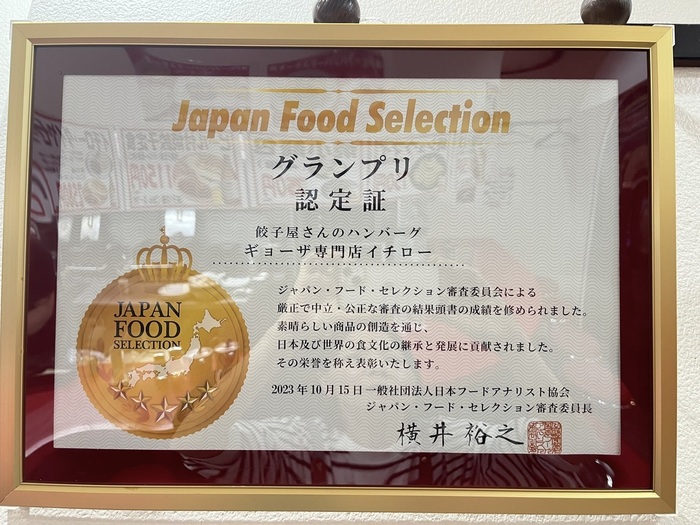 Japan Food Selection
グランプリ
認定証
餃子屋さんのハンバーグ
ギョーザ専門店イチロー
ジャパン・フード・セレクション審査委員会による
厳正で中立・公正な審査の結果頭書の成績を修められました。
素晴らしい商品の創造を通じ、
日本及び世界の食文化の継承と発展に貢献されました。
その栄誉を称え表彰いたします。
JAPAN
FOOD
SELECTION
2023年10月15日一般社団法人日本フードアナリスト協会
ジャパン・フード・セレクション審査委員長
横井裕之